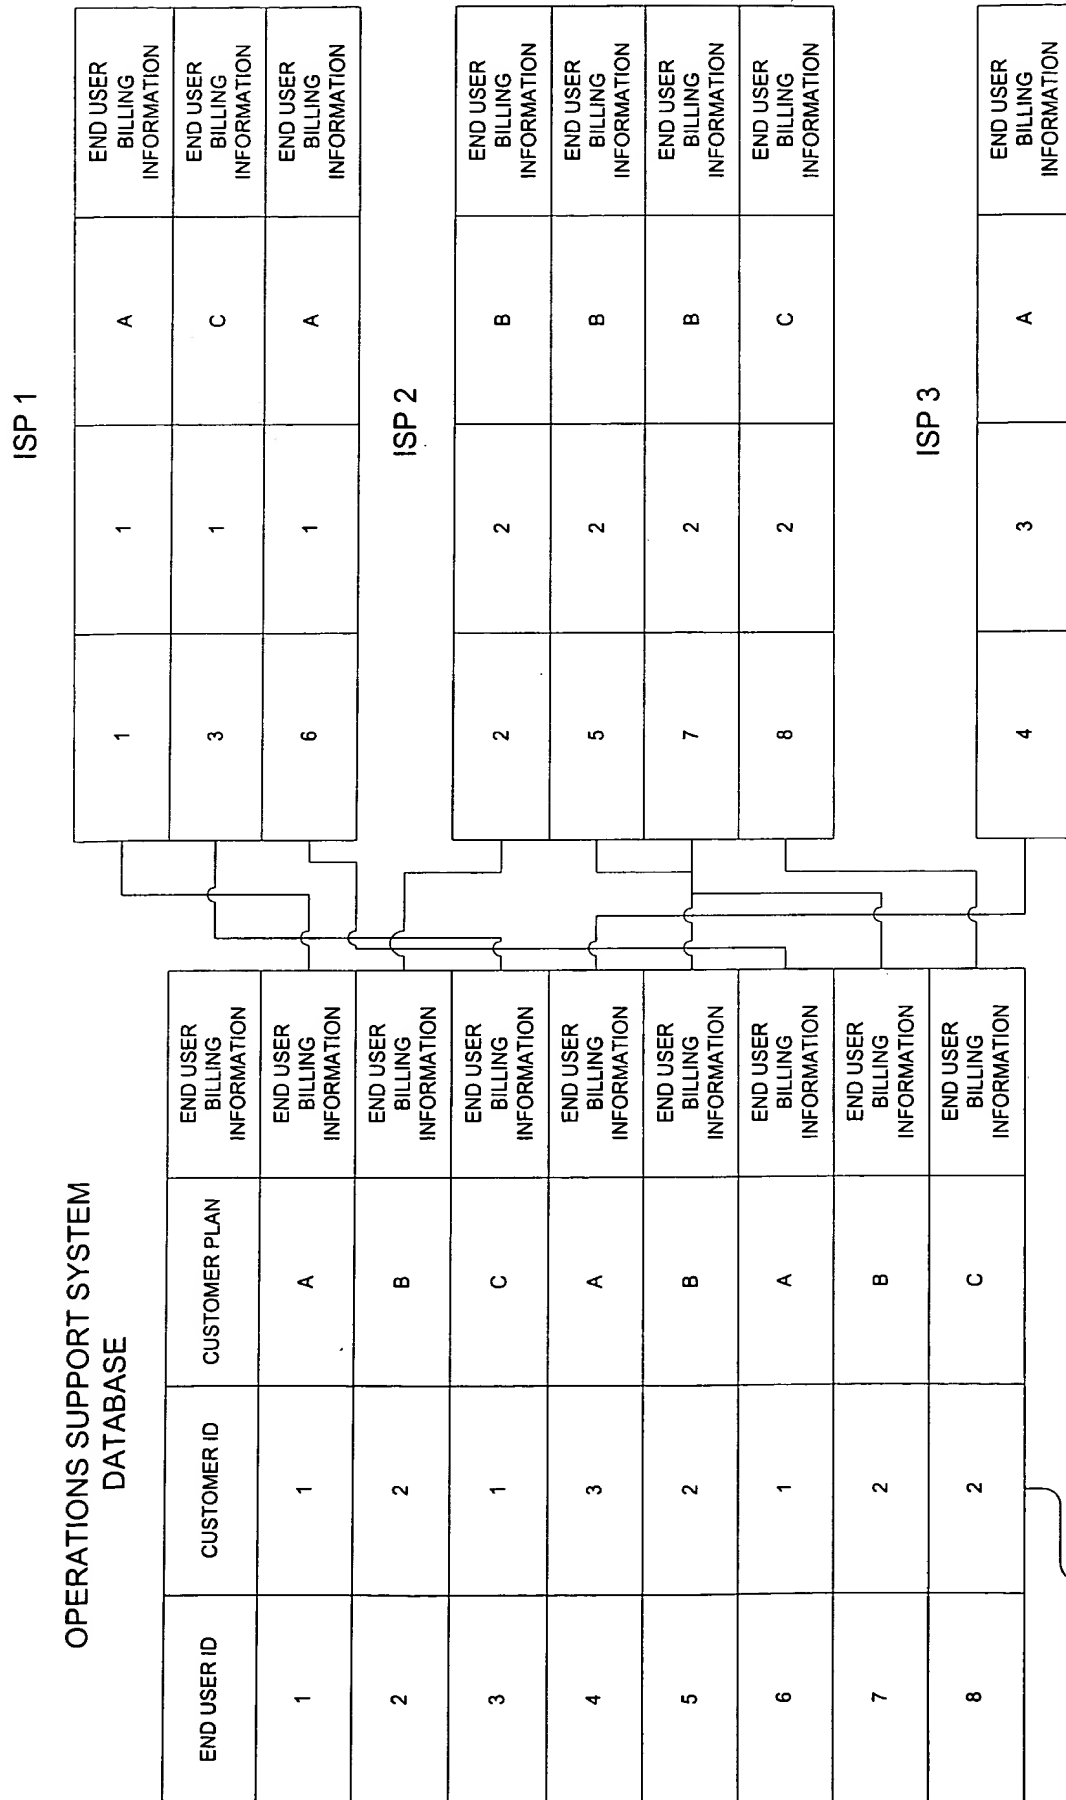 OPERATIONS SUPPORT SYSTEM
DATABASE
END USER ID
CUSTOMER ID
CUSTOMER PLAN
END USER
BILLING
INFORMATION
1
1
A
END USER
BILLING
INFORMATION
2
2
B
END USER
BILLING
INFORMATION
3
1
C
END USER
BILLING
INFORMATION
4
3
A
END USER
BILLING
INFORMATION
5
2
B
END USER
BILLING
INFORMATION
6
1
A
END USER
BILLING
INFORMATION
7
2
B
END USER
BILLING
INFORMATION
8
2
C
END USER
BILLING
INFORMATION
ISP 1
1
1
A
END USER
BILLING
INFORMATION
3
1
C
END USER
BILLING
INFORMATION
6
1
A
END USER
BILLING
INFORMATION
ISP 2
2
2
B
END USER
BILLING
INFORMATION
5
2
B
END USER
BILLING
INFORMATION
7
2
B
END USER
BILLING
INFORMATION
8
2
C
END USER
BILLING
INFORMATION
ISP 3
4
3
A
END USER
BILLING
INFORMATION